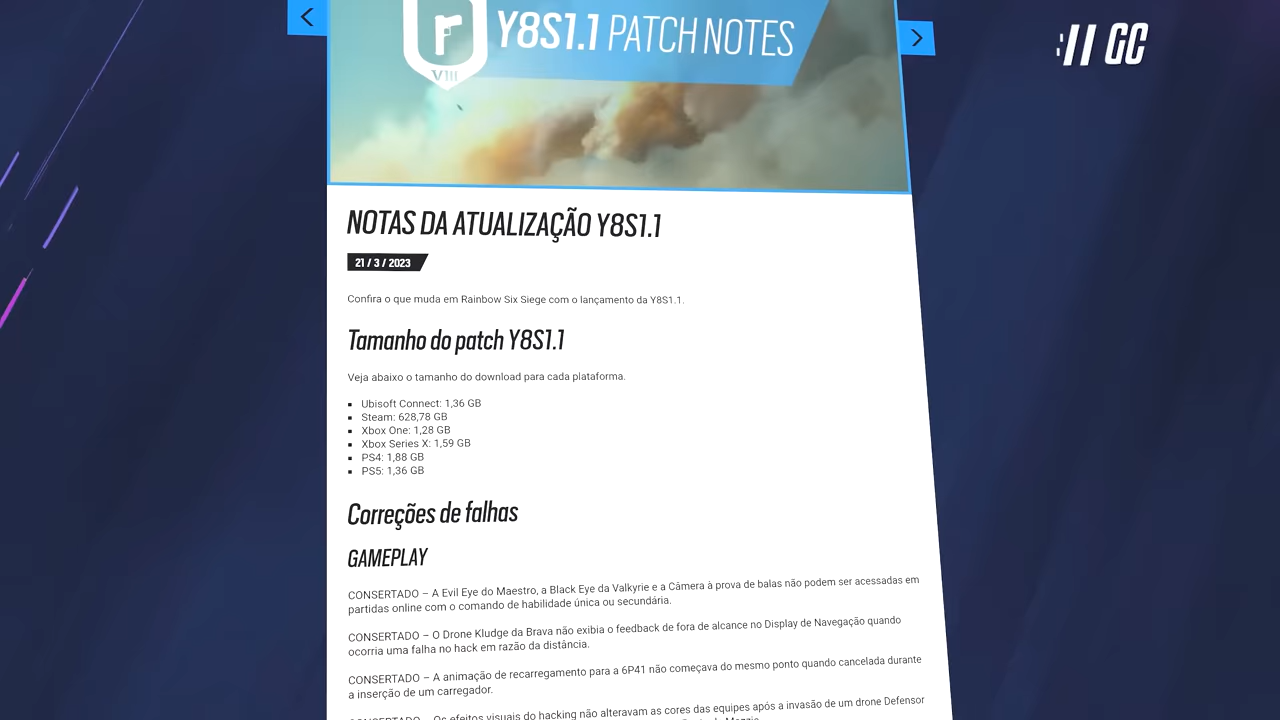 Y8S1.1 PATCH NOTES
VIII
GC
NOTAS DA ATUALIZAÇÃO Y8S1.1
21 / 3 / 2023
Confira o que muda em Rainbow Six Siege com o lançamento da Y8S1.1.
Tamanho do patch Y8S1.1
Veja abaixo o tamanho do download para cada plataforma.
▪ Ubisoft Connect: 1,36 GB
▪ Steam: 628,78 GB
▪ Xbox One: 1,28 GB
▪ Xbox Series X: 1,59 GB
▪ PS4: 1,88 GB
▪ PS5: 1,36 GB
Correções de falhas
GAMEPLAY
CONSERTADO – A Evil Eye do Maestro, a Black Eye da Valkyrie e a Câmera à prova de balas não podem ser acessadas em
partidas online com o comando de habilidade única ou secundária.
CONSERTADO – O Drone Kludge da Brava não exibia o feedback de fora de alcance no Display de Navegação quando
ocorria uma falha no hack em razão da distância.
CONSERTADO – A animação de recarregamento para a 6P41 não começava do mesmo ponto quando cancelada durante
a inserção de um carregador.
CONSERTADO – Os efeitos visuais do hacking não alteravam as cores das equipes após a invasão de um drone Defensor